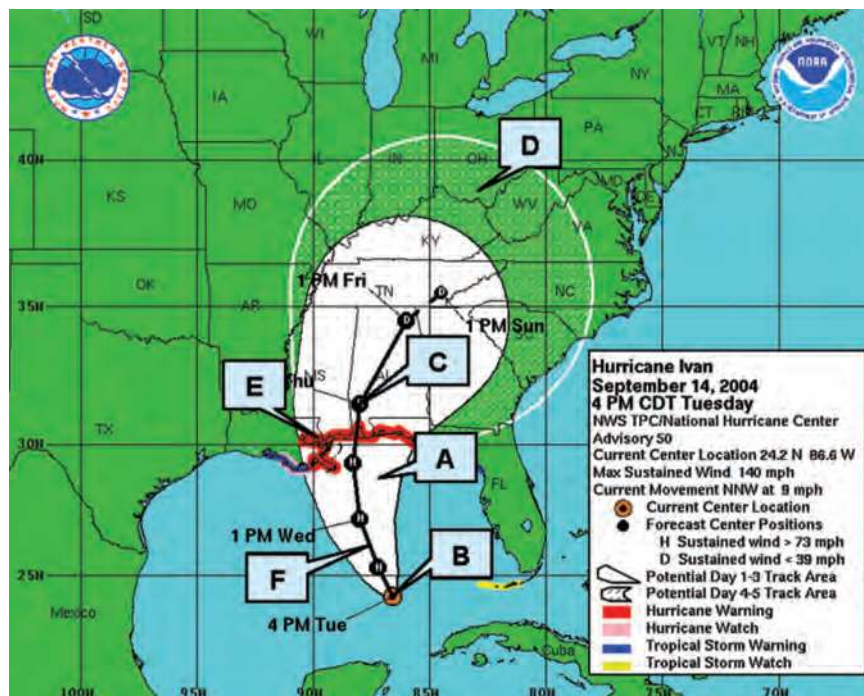 SD
WI
MI
VT
NH
NY
MA
CT
RI
IA
PA
NJ
NOAA
40N
IL
IN
OH
D
MD
DE
KS
MO
WV
VA
KY
1 PM Fri
OK
AR
TN
NC
35N
D
D
1 PM Sun
SC
E
C
MS
AL
Thu
TX
30N
A
H
FL
1 PM Wed
H
B
F
H
25N
4 PM Tue
Mexico
Cuba
100W
95W
90W
85W
80W
75W
70W
Hurricane Ivan
September 14, 2004
4 PM CDT Tuesday
NWS TPC/National Hurricane Center
Advisory 50
Current Center Location 24.2 N 86.6 W
Max Sustained Wind 140 mph
Current Movement NNW at 9 mph
Current Center Location
Forecast Center Positions
H Sustained wind > 73 mph
D Sustained wind < 39 mph
Potential Day 1-3 Track Area
Potential Day 4-5 Track Area
Hurricane Warning
Hurricane Watch
Tropical Storm Warning
Tropical Storm Watch